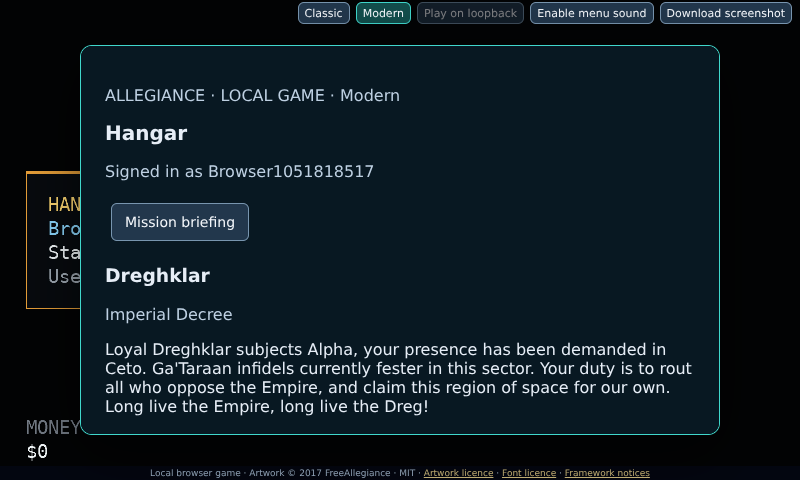 Classic Modern Play on loopback Enable menu sound Download screenshot
ALLEGIANCE · LOCAL GAME · Modern
Hangar
Signed in as Browser1051818517
Mission briefing
Dreghklar
Imperial Decree
Loyal Dreghklar subjects Alpha, your presence has been demanded in
Ceto. Ga'Taraan infidels currently fester in this sector. Your duty is to rout
all who oppose the Empire, and claim this region of space for our own.
Long live the Empire, long live the Dreg!
HAN
Bro
Sta
Use
MONEY
$0
Local browser game · Artwork © 2017 FreeAllegiance · MIT · Artwork licence · Font licence · Framework notices